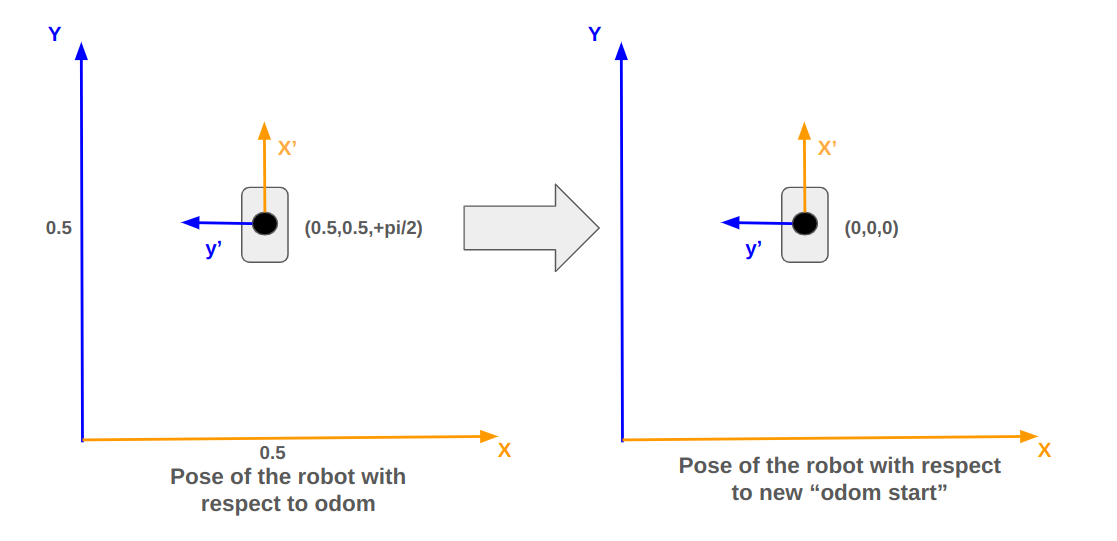 Y
X’
0.5
(0.5,0.5,+pi/2)
y’
0.5
X
Pose of the robot with
respect to odom
Y
X’
(0,0,0)
y’
X
Pose of the robot with respect
to new “odom start”